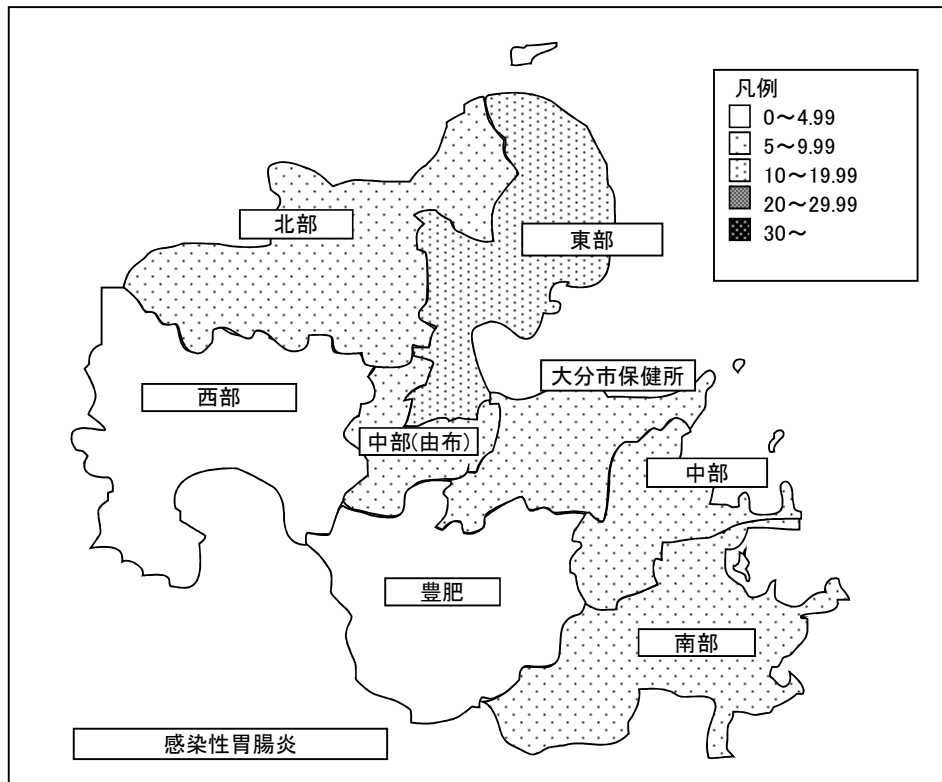 凡例
0～4.99
5～9.99
10～19.99
20～29.99
30～
北部
東部
大分市保健所
西部
中部(由布)
中部
豊肥
南部
感染性胃腸炎